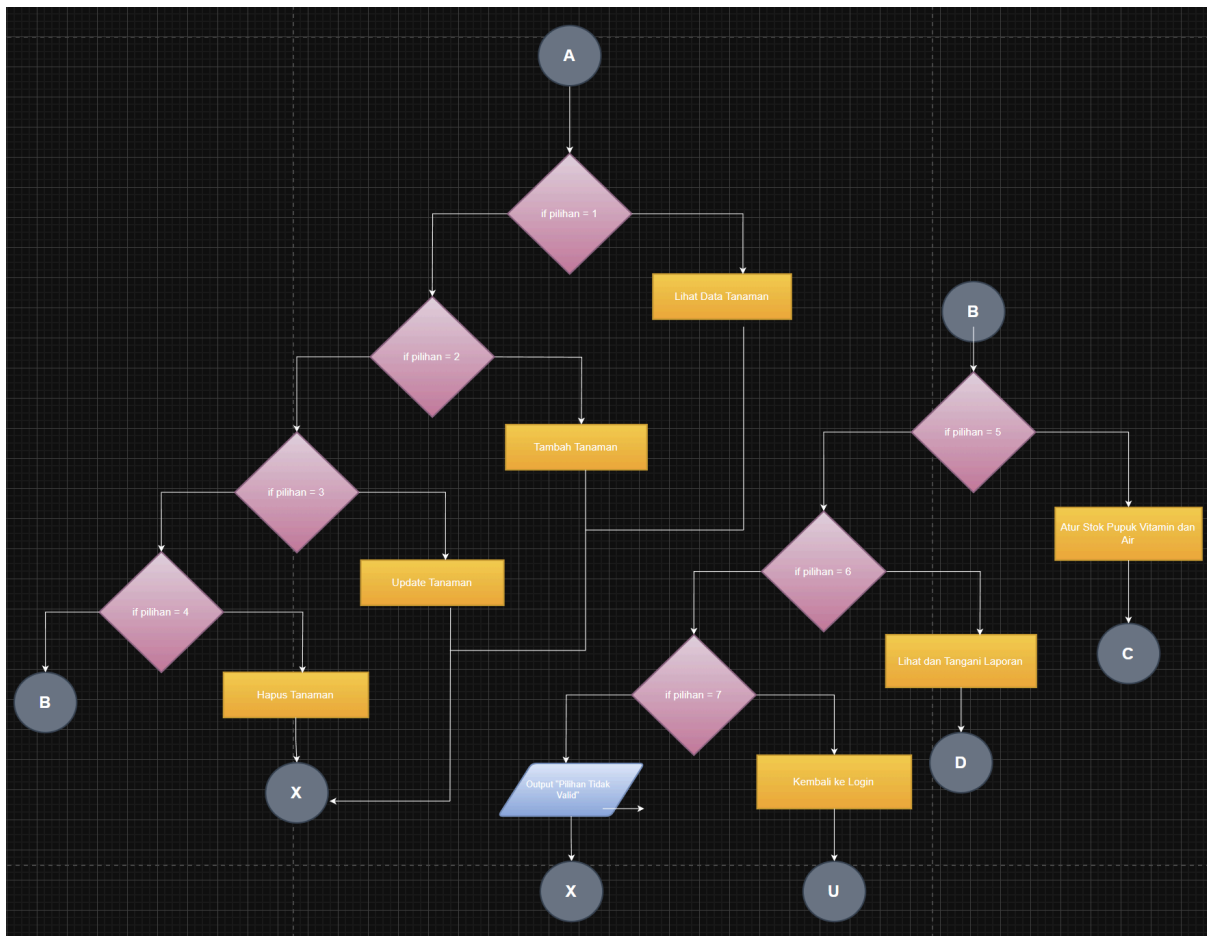 A
if pilihan = 1
Lihat Data Tanaman
if pilihan = 2
Tambah Tanaman
if pilihan = 3
Update Tanaman
if pilihan = 4
B
Hapus Tanaman
X
B
if pilihan = 5
Atur Stok Pupuk Vitamin dan
Air
C
if pilihan = 6
Lihat dan Tangani Laporan
D
if pilihan = 7
Output "Pilihan Tidak
Valid"
X
Kembali ke Login
U